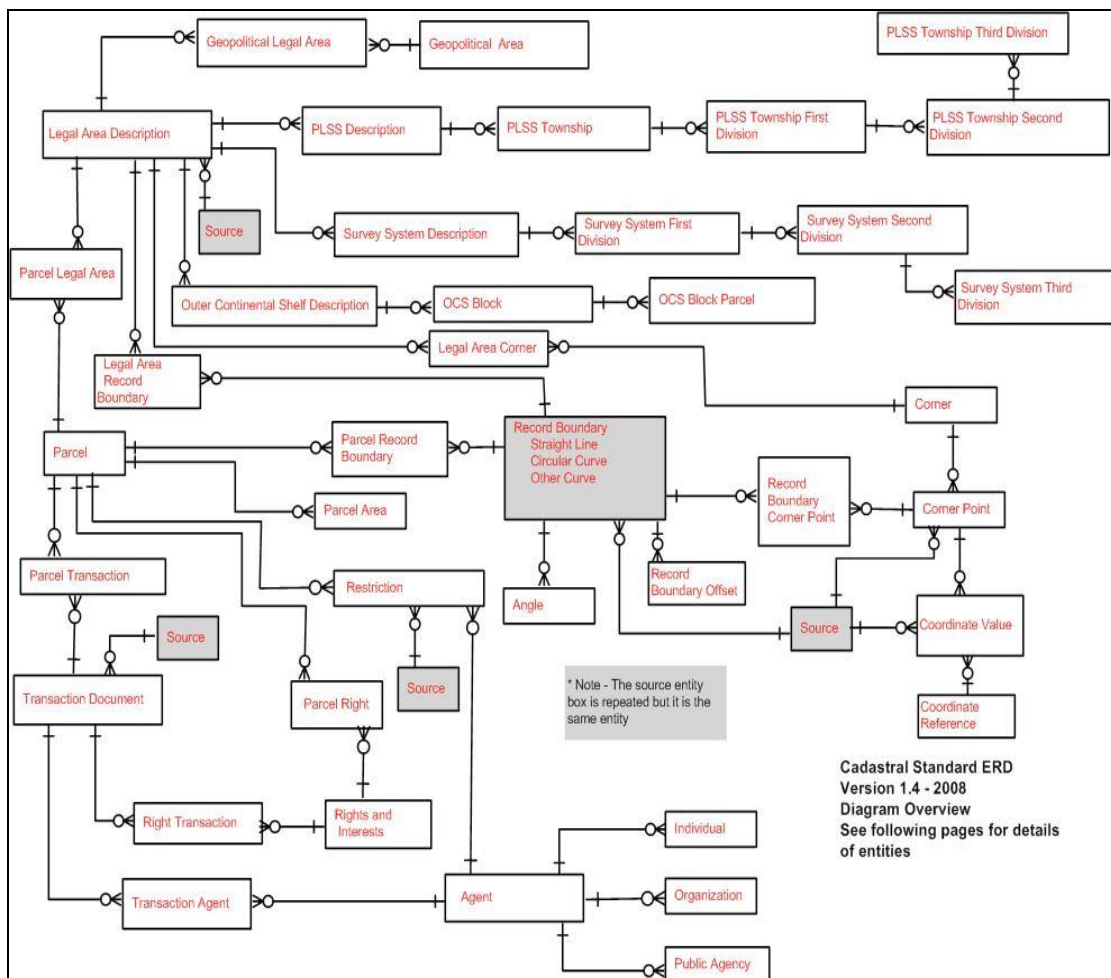 Geopolitical Legal Area
Geopolitical Area
PLSS Township Third Division
Legal Area Description
PLSS Description
PLSS Township
PLSS Township First
Division
PLSS Township Second
Division
Source
Survey System Description
Survey System First
Division
Survey System Second
Division
Parcel Legal Area
Outer Continental Shelf Description
OCS Block
OCS Block Parcel
Survey System Third
Division
Legal Area
Record
Boundary
Legal Area Corner
Corner
Parcel
Parcel Record
Boundary
Record Boundary
Straight Line
Circular Curve
Other Curve
Record
Boundary
Corner Point
Corner Point
Parcel Area
Parcel Transaction
Restriction
Angle
Record
Boundary Offset
Source
Coordinate Value
Source
Transaction Document
Parcel Right
Source
* Note - The source entity
box is repeated but it is the
same entity
Coordinate
Reference
Cadastral Standard ERD
Version 1.4 - 2008
Diagram Overview
See following pages for details
of entities
Right Transaction
Rights and
Interests
Individual
Transaction Agent
Agent
Organization
Public Agency